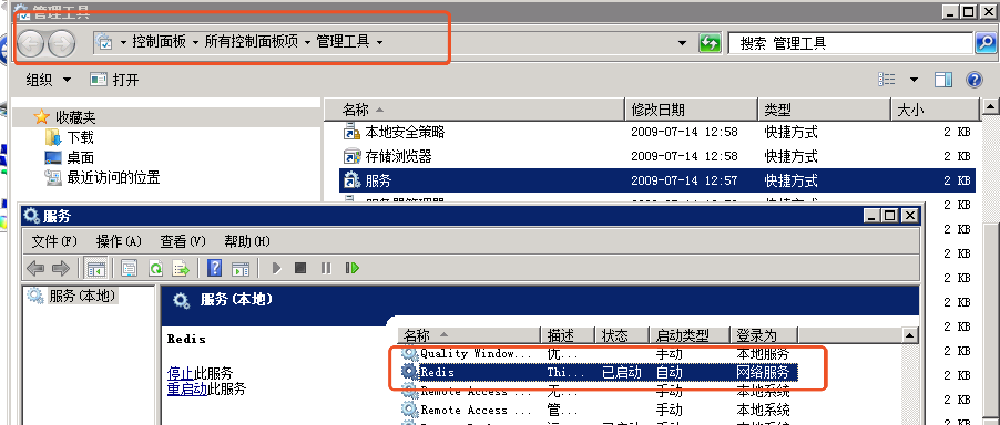 管理工具
控制面板 所有控制面板项 管理工具
搜索 管理工具
组织 打开
收藏夹
下载
桌面
最近访问的位置
名称 修改日期 类型 大小
本地安全策略 2009-07-14 12:58 快捷方式 2 KB
存储浏览器 2009-07-14 12:58 快捷方式 2 KB
服务 2009-07-14 12:57 快捷方式 2 KB
2 KB
2 KB
2 KB
2 KB
2 KB
2 KB
2 KB
2 KB
2 KB
2 KB
服务
文件(F) 操作(A) 查看(V) 帮助(H)
服务(本地)
服务(本地)
Redis
停止此服务
重启动此服务
名称 描述 状态 启动类型 登录为
Quality Window... 优... 手动 本地服务
Redis Thi... 已启动 自动 网络服务
Remote Access ... 无... 手动 本地系统
Remote Access ... 管... 手动 本地系统